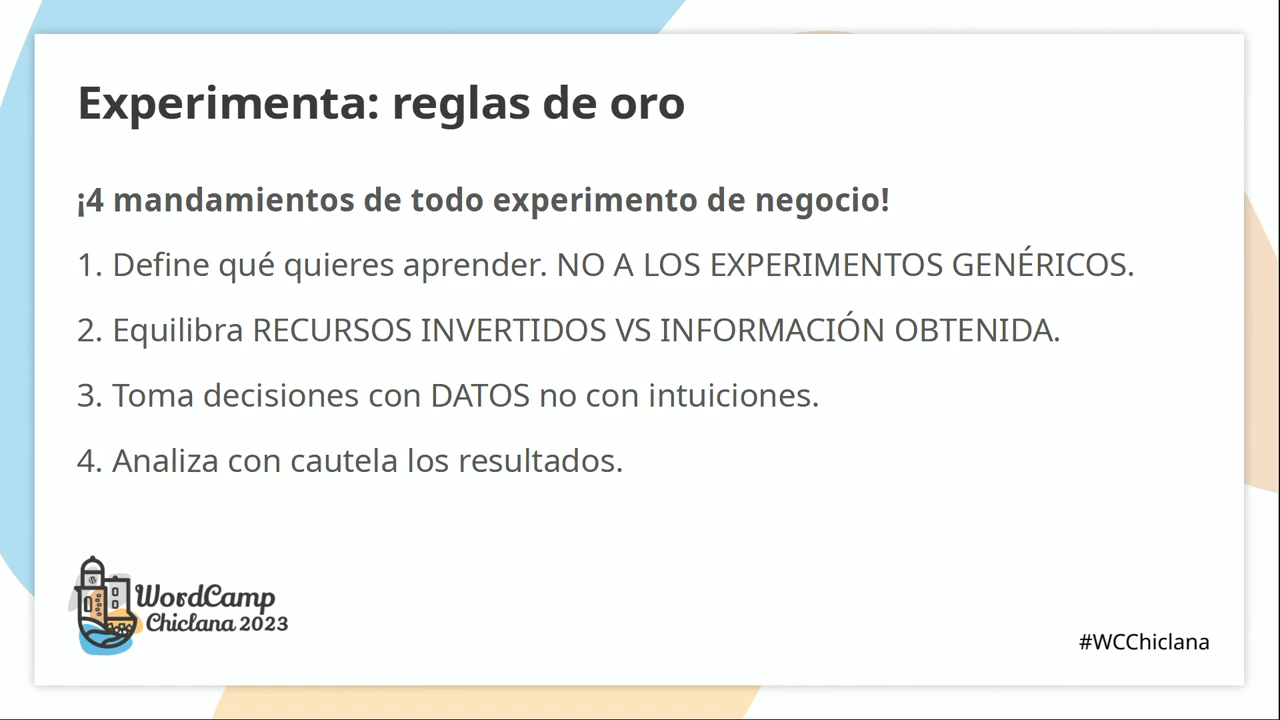 Experimenta: reglas de oro
¡4 mandamientos de todo experimento de negocio!
1. Define qué quieres aprender. NO A LOS EXPERIMENTOS GENÉRICOS.
2. Equilibra RECURSOS INVERTIDOS VS INFORMACIÓN OBTENIDA.
3. Toma decisiones con DATOS no con intuiciones.
4. Analiza con cautela los resultados.
WordCamp
Chiclana 2023
#WCChiclana